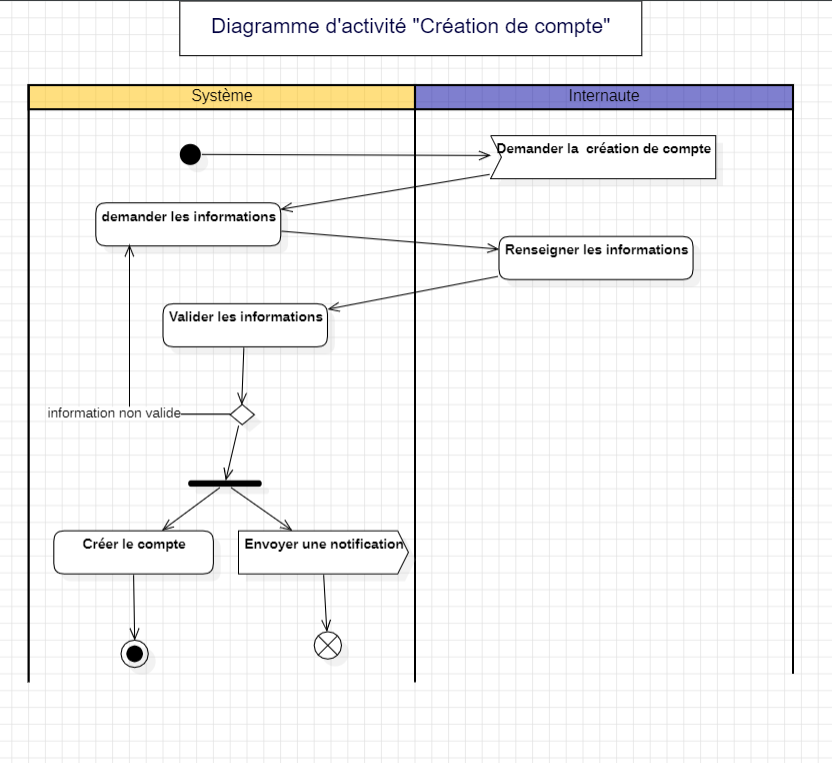 Diagramme d'activité "Création de compte"
Système
Internaute
Demander la  création de compte
demander les informations
Renseigner les informations
Valider les informations
information non valide
Créer le compte
Envoyer une notification